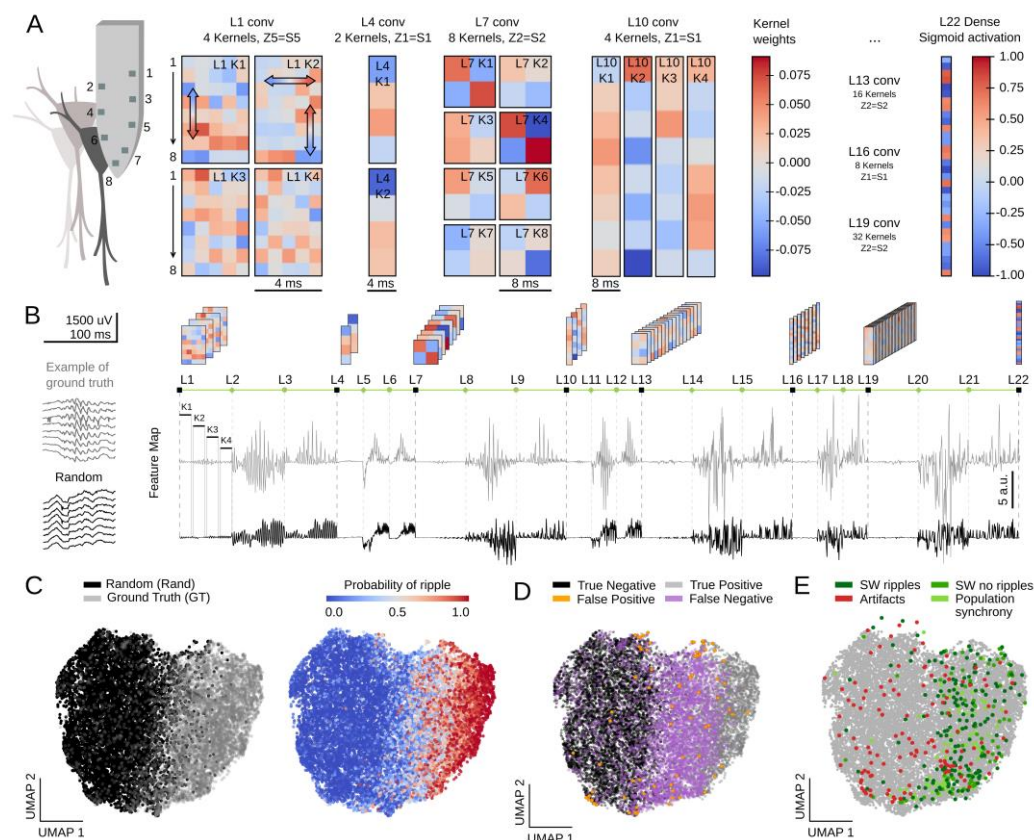 A
L1 conv
4 Kernels, Z5=S5
L4 conv
2 Kernels, Z1=S1
L7 conv
8 Kernels, Z2=S2
L10 conv
4 Kernels, Z1=S1
Kernel
weights
...
L22 Dense
Sigmoid activation
1
2
3
4
5
6
7
8
1
8
1
8
L1 K1
L1 K2
L1 K3
L1 K4
4 ms
L4
K1
L4
K2
4 ms
L7 K1
L7 K2
L7 K3
L7 K4
L7 K5
L7 K6
L7 K7
L7 K8
8 ms
L10
K1
L10
K2
L10
K3
L10
K4
8 ms
0.075
0.050
0.025
0.000
-0.025
-0.050
-0.075
L13 conv
16 Kernels
Z2=S2
L16 conv
8 Kernels
Z1=S1
L19 conv
32 Kernels
Z2=S2
1.00
0.75
0.50
0.25
0.00
-0.25
-0.50
-0.75
-1.00
B
1500 uV
100 ms
Example of
ground truth
Random
Feature Map
L1 L2 L3 L4 L5 L6 L7 L8 L9 L10 L11 L12 L13 L14 L15 L16 L17 L18 L19 L20 L21 L22
K1
K2
K3
K4
5 a.u.
C
Random (Rand)
Ground Truth (GT)
UMAP 2
UMAP 1
Probability of ripple
0.0 0.5 1.0
D
True Negative
True Positive
False Positive
False Negative
UMAP 2
UMAP 1
E
SW ripples
SW no ripples
Artifacts
Population
synchrony
UMAP 2
UMAP 1